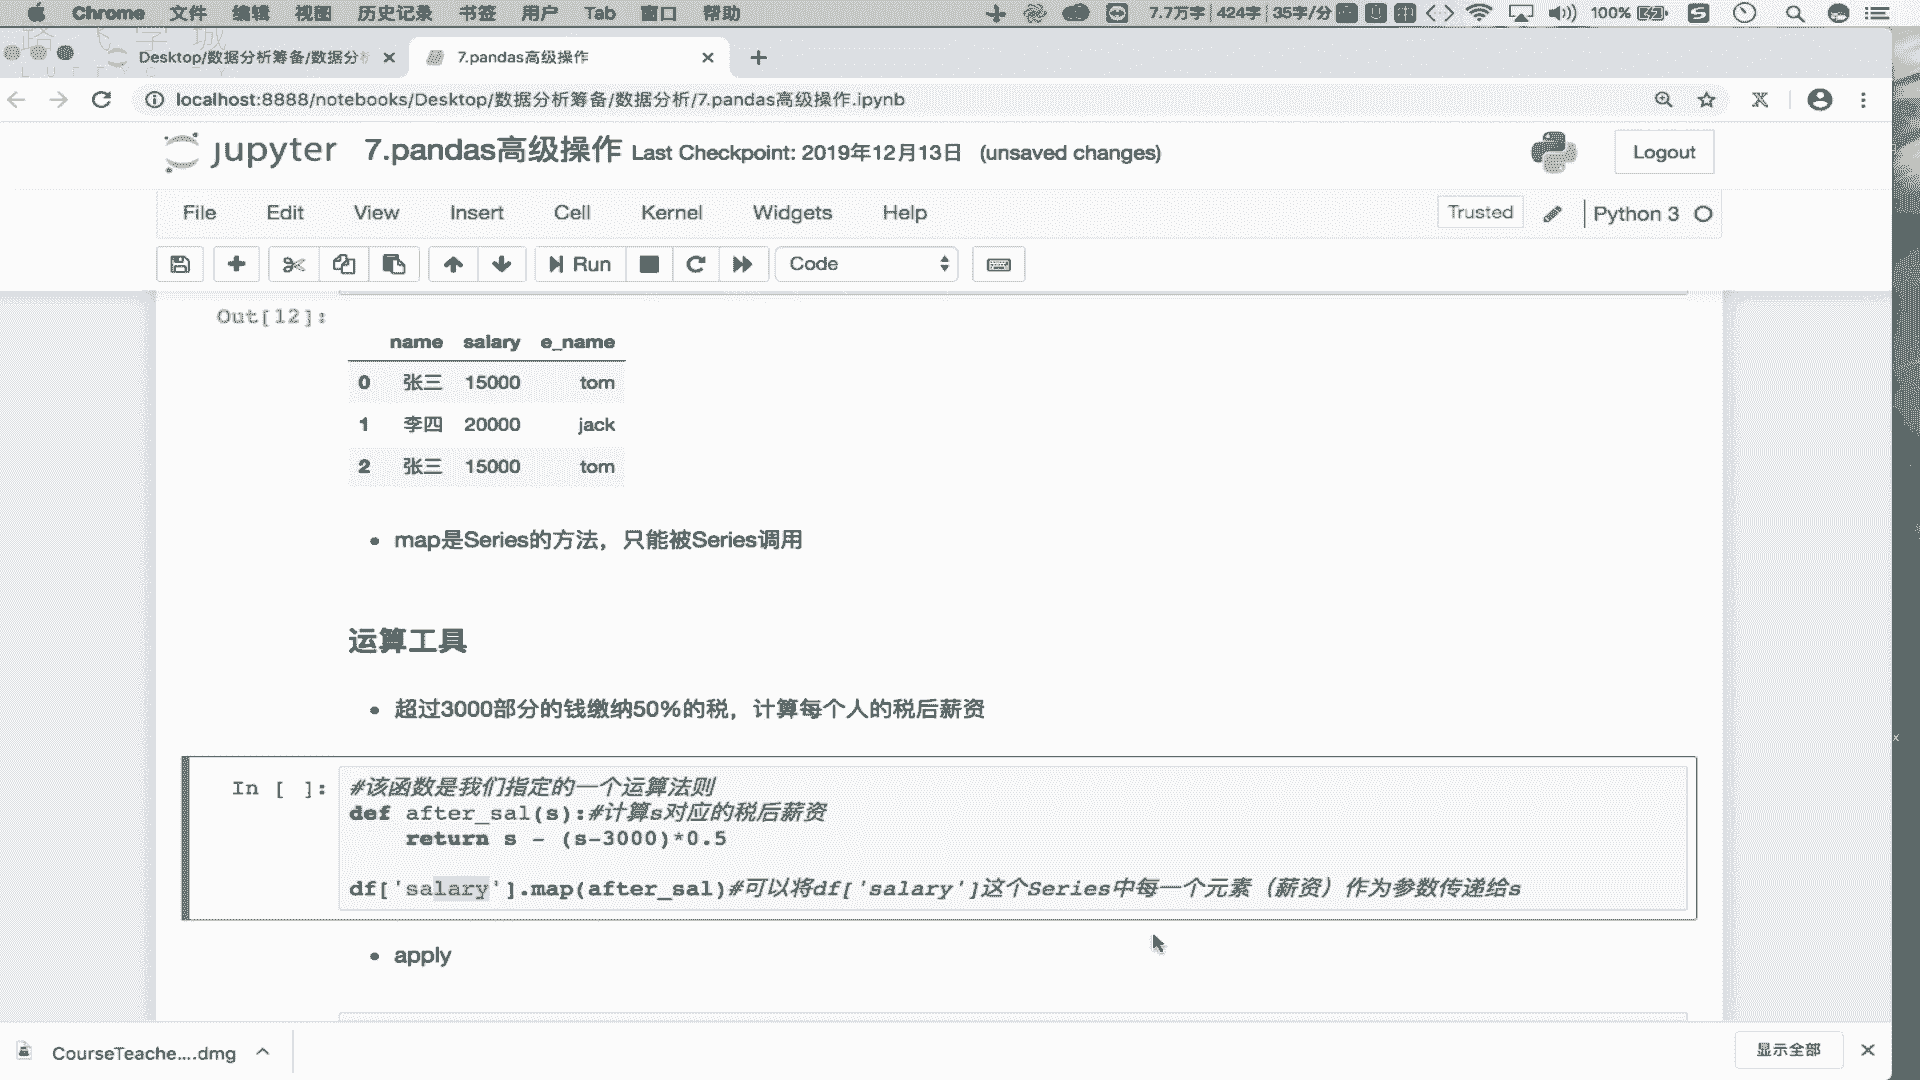 Chrome 文件 编辑 视图 历史记录 书签 用户 Tab 窗口 帮助 7.7万字 424字 35字/分 100%
路飞学城
Desktop/数据分析筹备/数据分 7.pandas高级操作
localhost:8888/notebooks/Desktop/数据分析筹备/数据分析/7.pandas高级操作.ipynb
jupyter 7.pandas高级操作 Last Checkpoint: 2019年12月13日 (unsaved changes) Logout
File Edit View Insert Cell Kernel Widgets Help Trusted Python 3
Run Code
Out[12]:
name salary e_name
0 张三 15000 tom
1 李四 20000 jack
2 张三 15000 tom
• map是Series的方法，只能被Series调用
运算工具
• 超过3000部分的钱缴纳50%的税，计算每个人的税后薪资
In [ ]: #该函数是我们指定的一个运算法则
def after_sal(s):#计算s对应的税后薪资
return s - (s-3000)*0.5
df['salary'].map(after_sal)#可以将df['salary']这个Series中每一个元素（薪资）作为参数传递给s
• apply
CourseTeache....dmg 显示全部